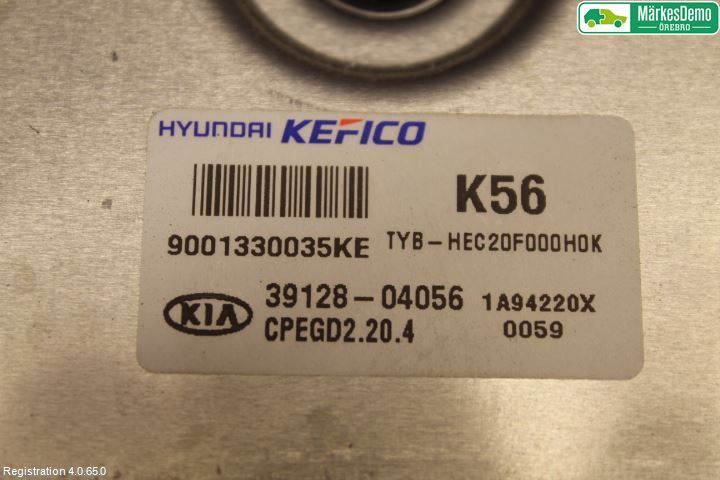 MärkesDemo
ÖREBRO
HYUNDAI KEFICO
K56
9001330035KE
TYB-HEC20F000H0K
KIA
39128-04056
1A94220X
CPEGD2.20.4
0059
Registration 4.0.65.0